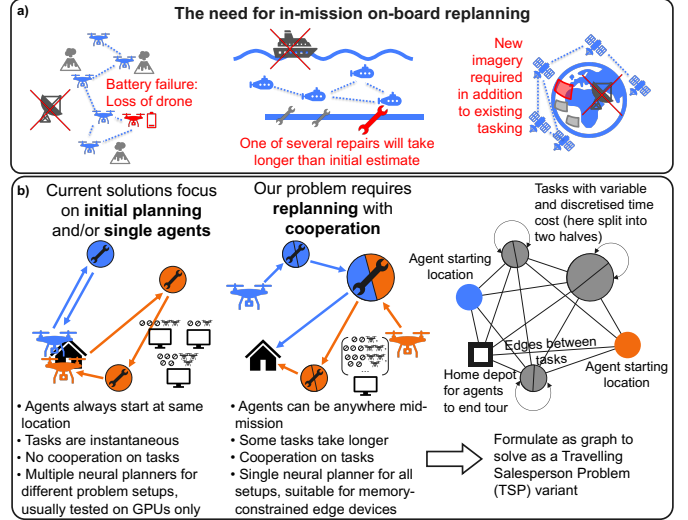 a)
The need for in-mission on-board replanning
Battery failure:
Loss of drone
One of several repairs will take
longer than initial estimate
New
imagery
required
in addition
to existing
tasking
b)
Current solutions focus
on initial planning
and/or single agents
• Agents always start at same
location
• Tasks are instantaneous
• No cooperation on tasks
• Multiple neural planners for
different problem setups,
usually tested on GPUs only
Our problem requires
replanning with
cooperation
...
• Agents can be anywhere mid-
mission
• Some tasks take longer
• Cooperation on tasks
• Single neural planner for all
setups, suitable for memory-
constrained edge devices
Tasks with variable
and discretised time
cost (here split into
two halves)
Agent starting
location
Edges between
tasks
Home depot
for agents
to end tour
Agent starting
location
Formulate as graph to
solve as a Travelling
Salesperson Problem
(TSP) variant